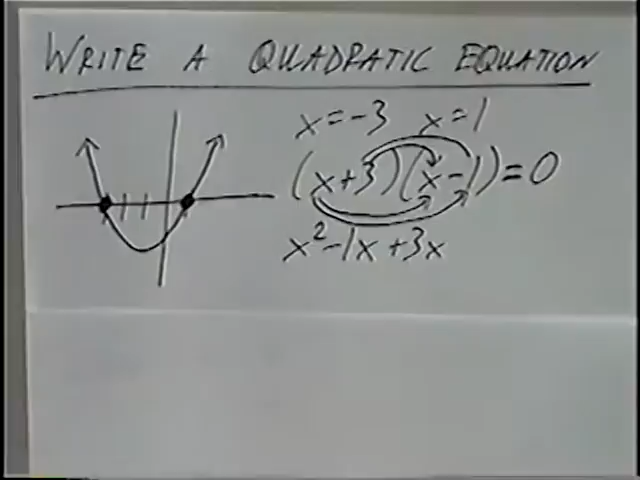 WRITE A QUADRATIC EQUATION
x=-3 x=1
(x+3)(x-1)=0
x²-1x+3x